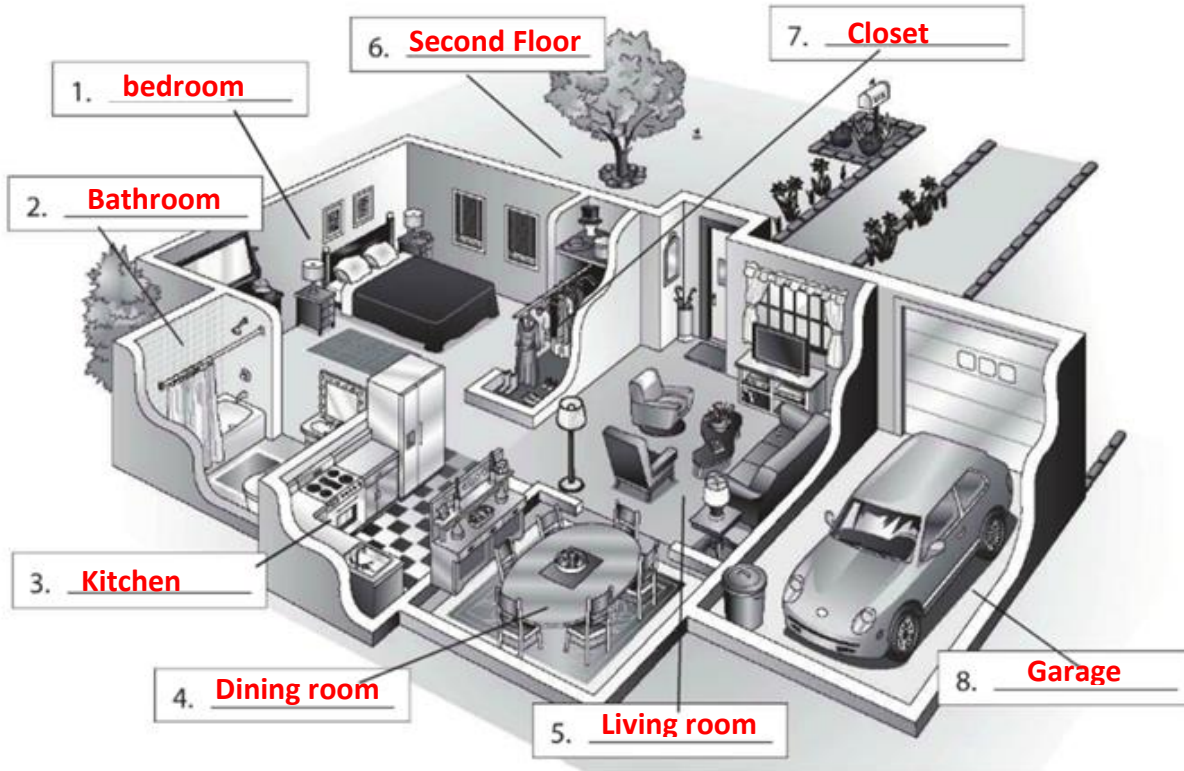 1. bedroom
2. Bathroom
3. Kitchen
4. Dining room
5. Living room
6. Second Floor
7. Closet
8. Garage